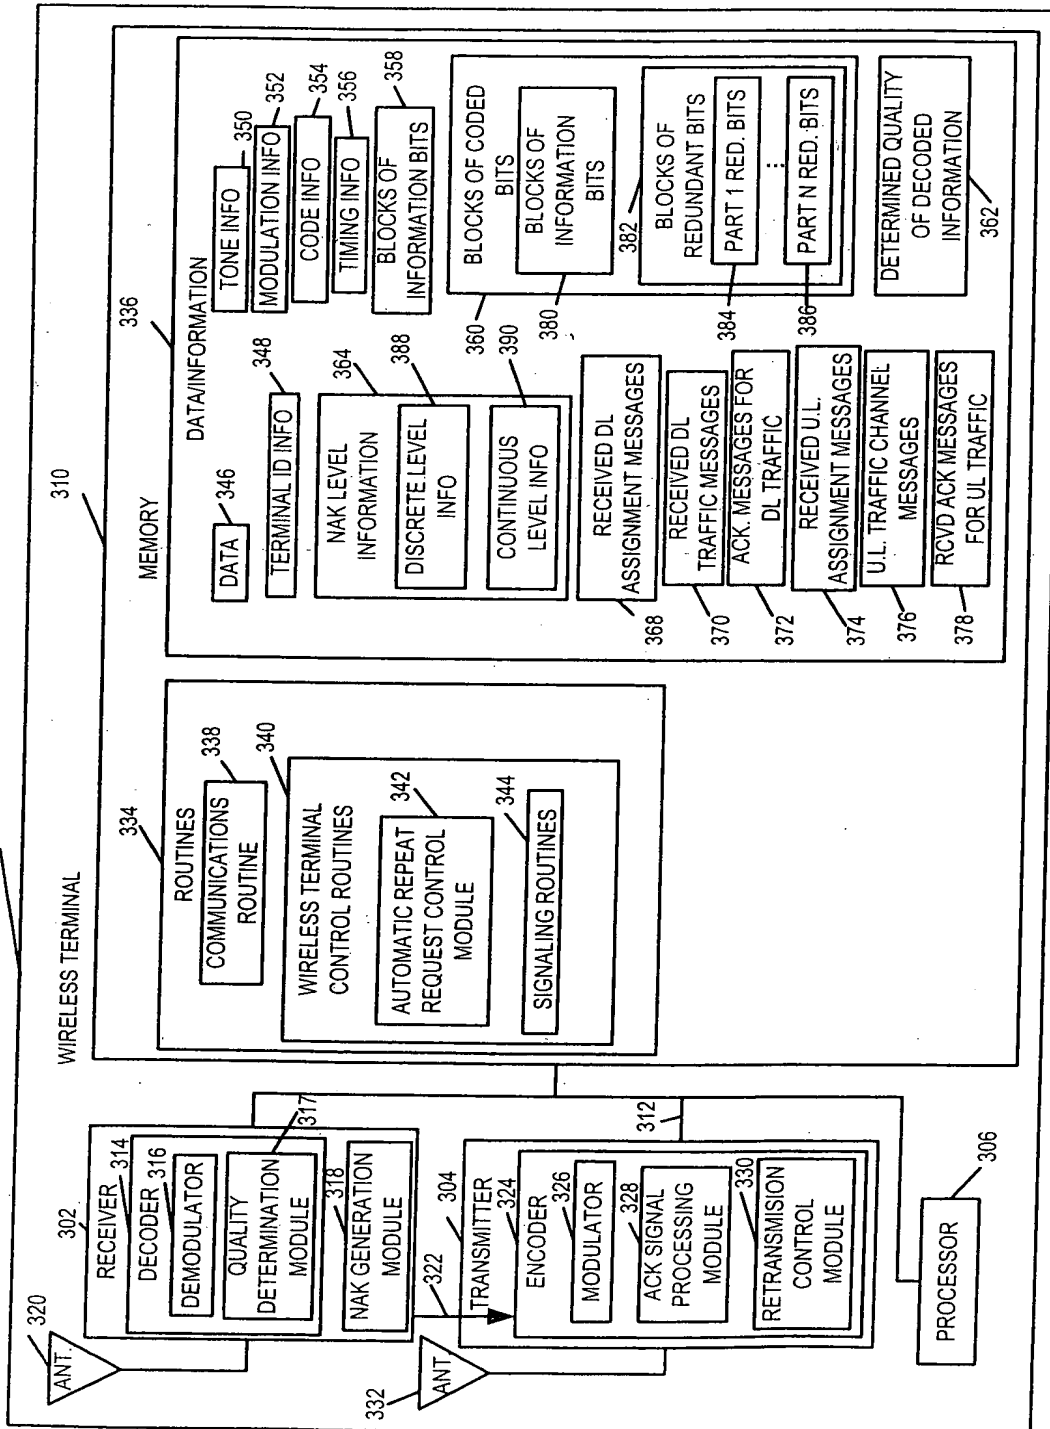 WIRELESS TERMINAL
310
320
ANT.
302
RECEIVER
314
DECODER
316
DEMODULATOR
317
QUALITY
DETERMINATION
MODULE
318
NAK GENERATION
MODULE
322
332
ANT
304
TRANSMITTER
324
ENCODER
326
MODULATOR
328
ACK SIGNAL
PROCESSING
MODULE
330
RETRANSMISION
CONTROL
MODULE
312
306
PROCESSOR
MEMORY
334
ROUTINES
338
COMMUNICATIONS
ROUTINE
340
WIRELESS TERMINAL
CONTROL ROUTINES
342
AUTOMATIC REPEAT
REQUEST CONTROL
MODULE
344
SIGNALING ROUTINES
336
DATA/INFORMATION
346
DATA
348
TERMINAL ID INFO
364
NAK LEVEL
INFORMATION
388
DISCRETE LEVEL
INFO
390
CONTINUOUS
LEVEL INFO
RECEIVED DL
ASSIGNMENT MESSAGES
368
RECEIVED DL
TRAFFIC MESSAGES
370
ACK. MESSAGES FOR
DL TRAFFIC
372
RECEIVED U.L.
ASSIGNMENT MESSAGES
374
U.L. TRAFFIC CHANNEL
MESSAGES
376
RCVD ACK MESSAGES
FOR UL TRAFFIC
378
TONE INFO
350
MODULATION INFO
352
CODE INFO
354
TIMING INFO
356
BLOCKS OF
INFORMATION BITS
358
BLOCKS OF CODED
BITS
360
BLOCKS OF
INFORMATION
BITS
380
382
BLOCKS OF
REDUNDANT BITS
PART 1 RED. BITS
384
...
PART N RED. BITS
386
DETERMINED QUALITY
OF DECODED
INFORMATION
362